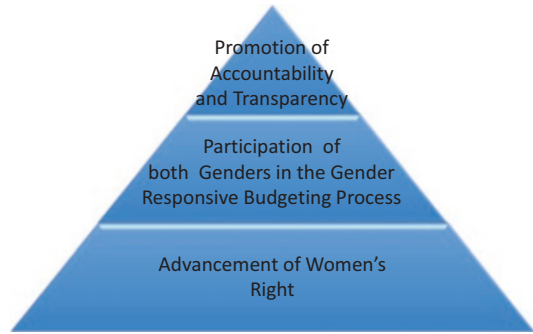 Promotion of
Accountability
and Transparency
Participation of
both Genders in the Gender
Responsive Budgeting Process
Advancement of Women's
Right